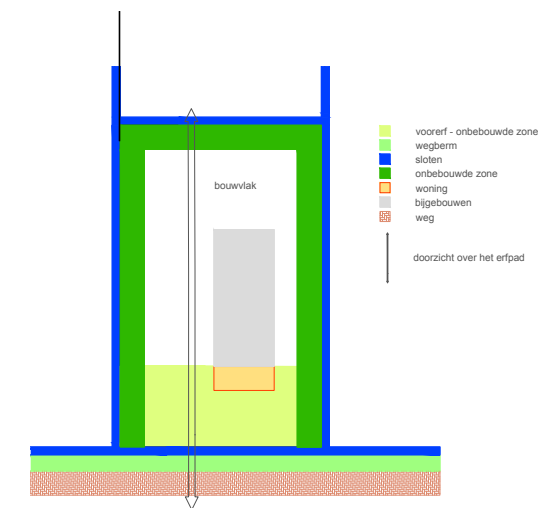 bouwvlak
voorerf - onbebouwde zone
wegberm
sloten
onbebouwde zone
woning
bijgebouwen
weg
doorzicht over het erfpad